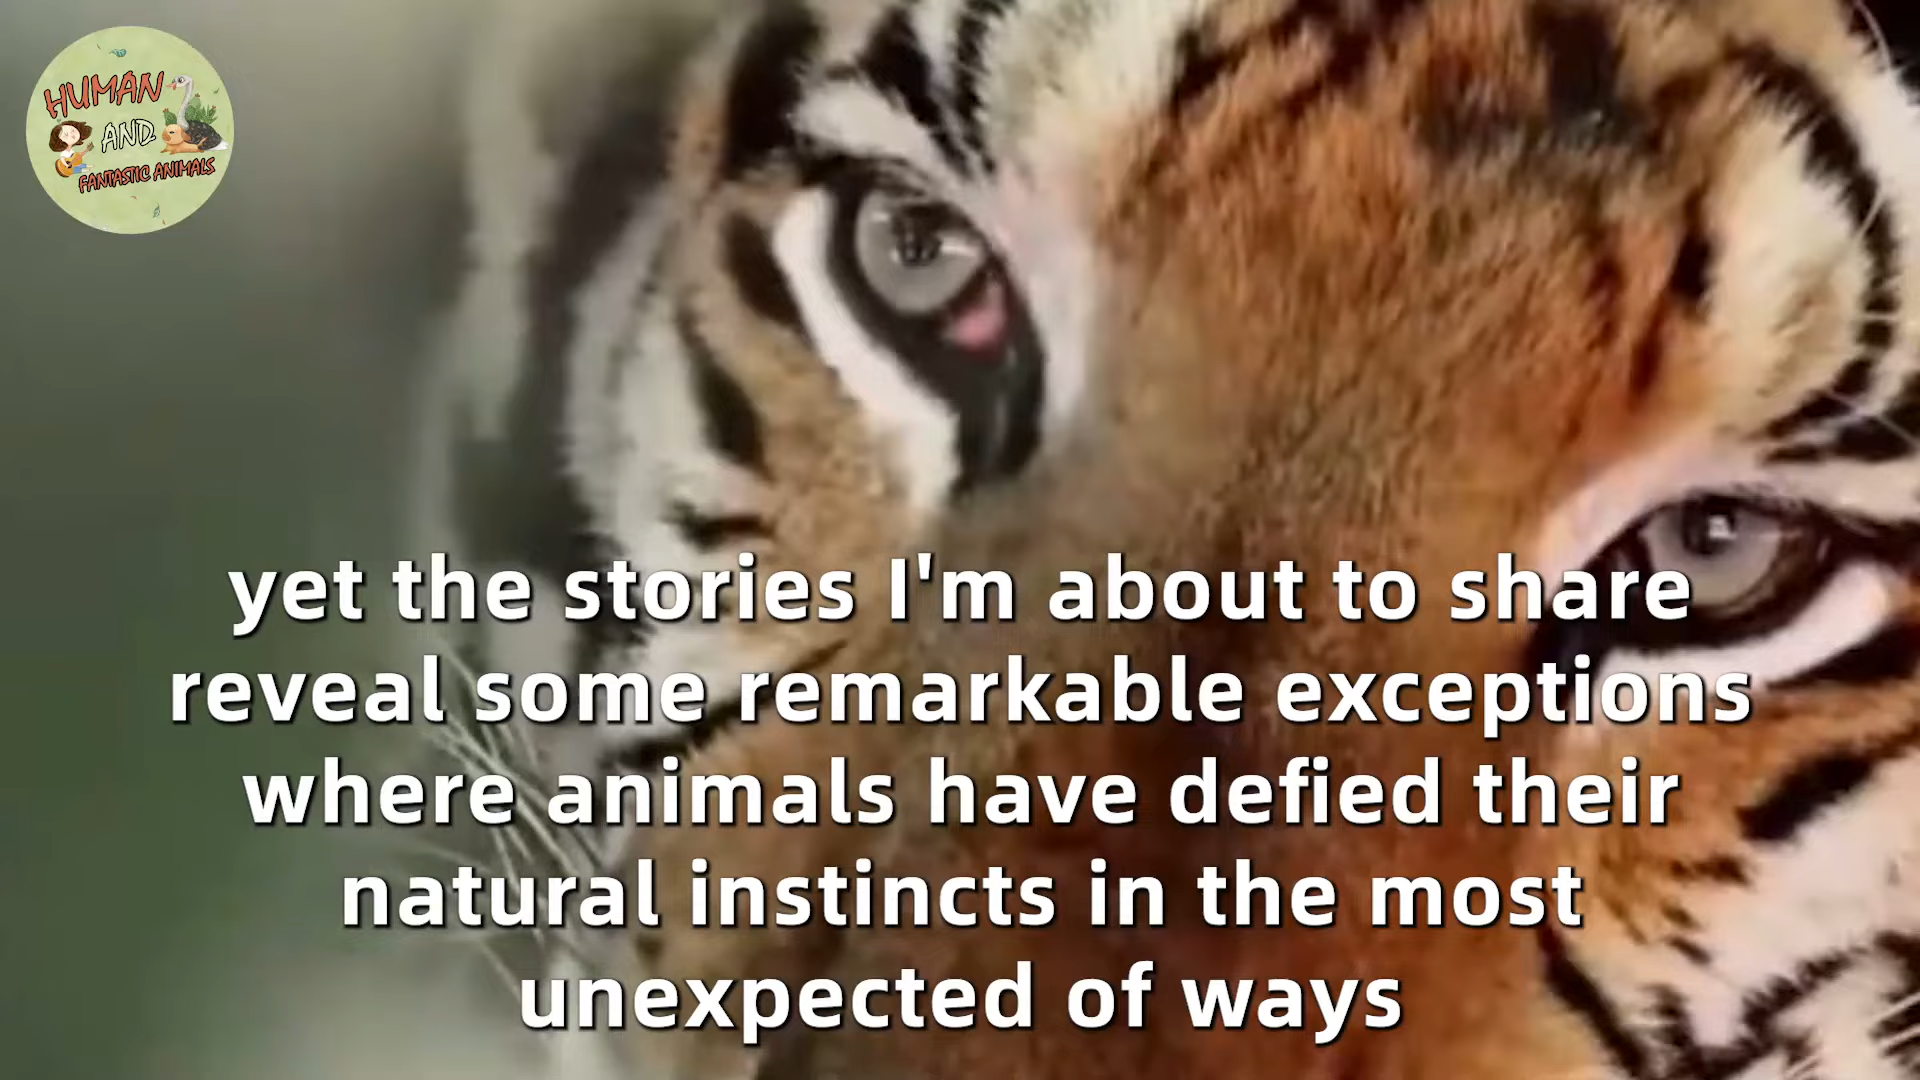 HUMAN
AND
FANTASTIC ANIMALS
yet the stories I'm about to share
reveal some remarkable exceptions
where animals have defied their
natural instincts in the most
unexpected of ways